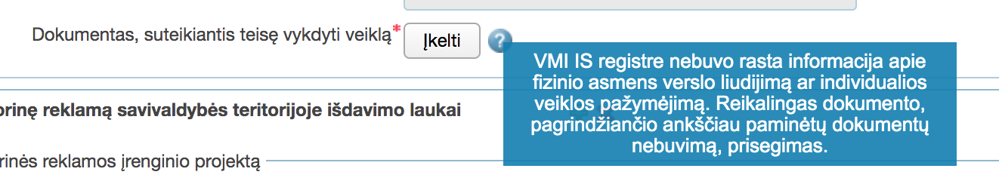 Dokumentas, suteikiantis teisę vykdyti veiklą*
Įkelti
?
VMI IS registre nebuvo rasta informacija apie
fizinio asmens verslo liudijimą ar individualios
veiklos pažymėjimą. Reikalingas dokumento,
pagrindžiančio ankščiau paminėtų dokumentų
nebuvimą, prisegimas.
orinę reklamą savivaldybės teritorijoje išdavimo laukai
rinės reklamos įrenginio projektą